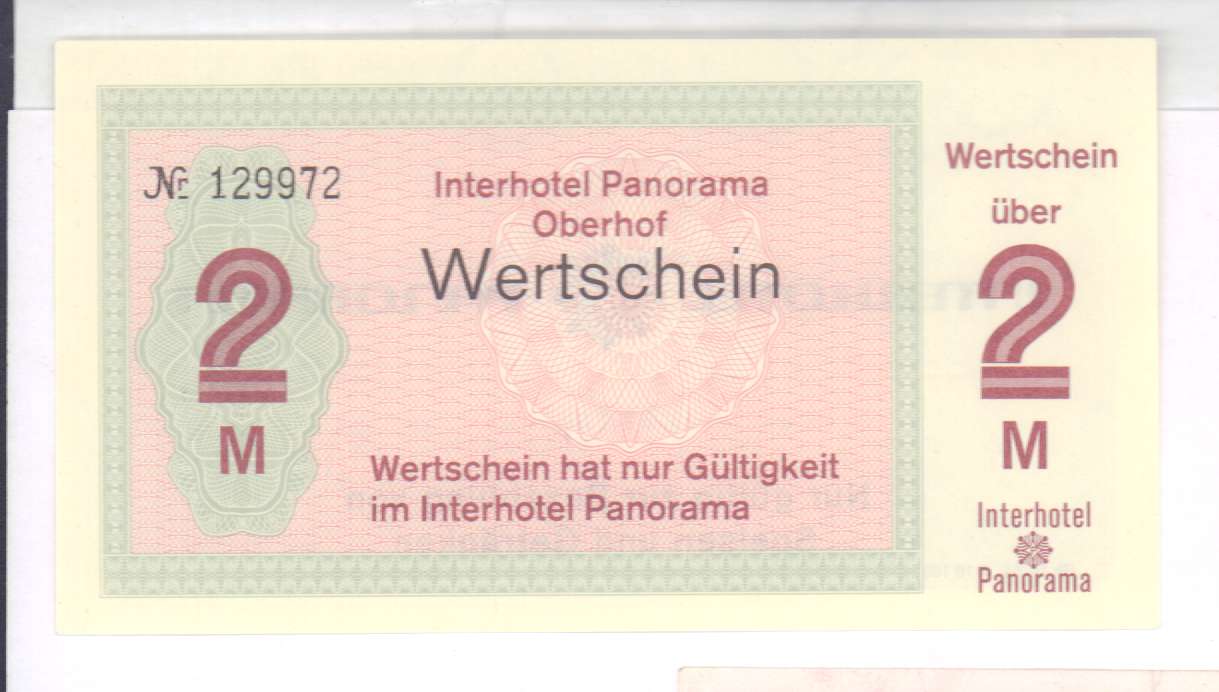 № 129972
Interhotel Panorama
Oberhof
Wertschein
2
M
Wertschein hat nur Gültigkeit
im Interhotel Panorama
Wertschein
über
2
M
Interhotel
Panorama